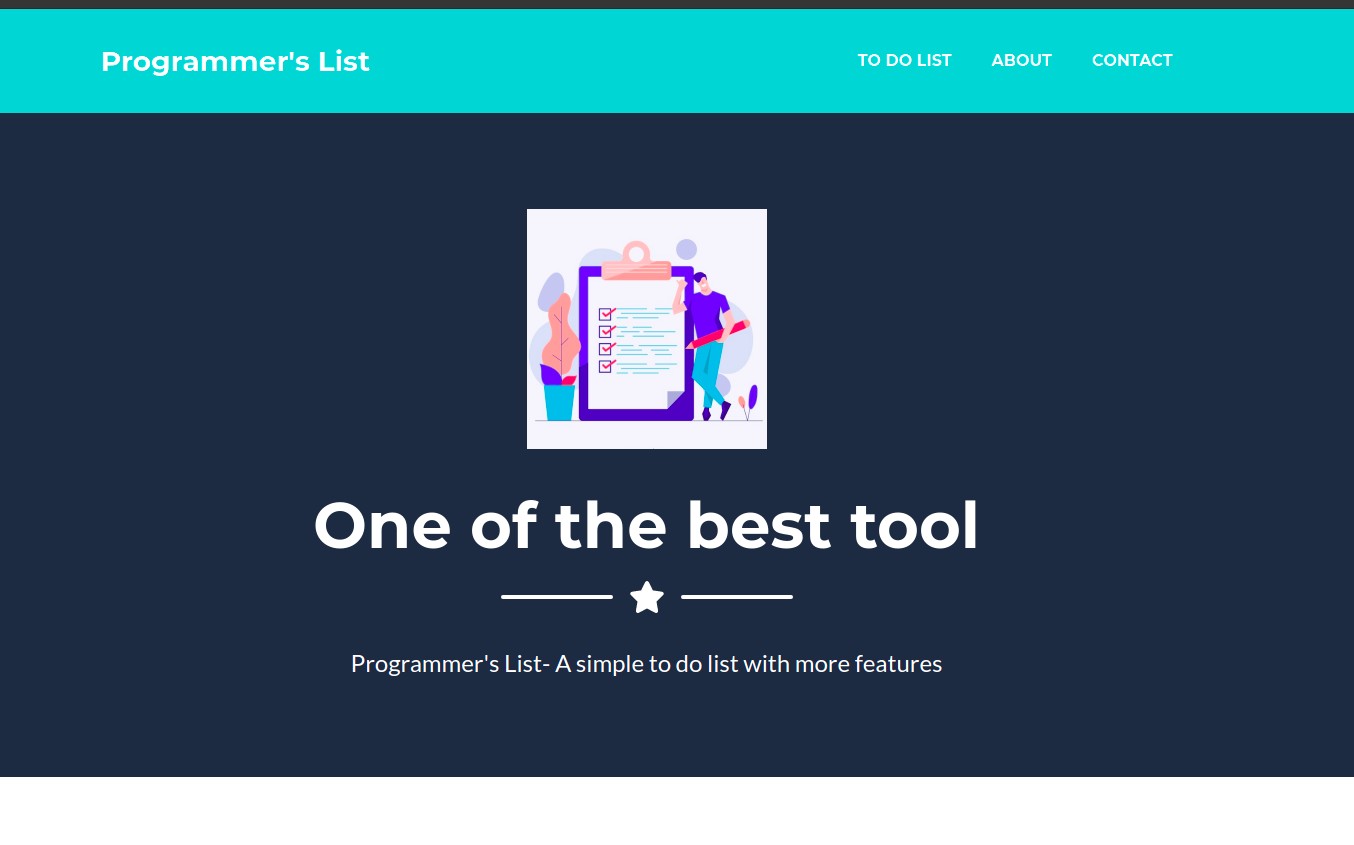 Programmer's List
TO DO LIST
ABOUT
CONTACT
One of the best tool
Programmer's List- A simple to do list with more features